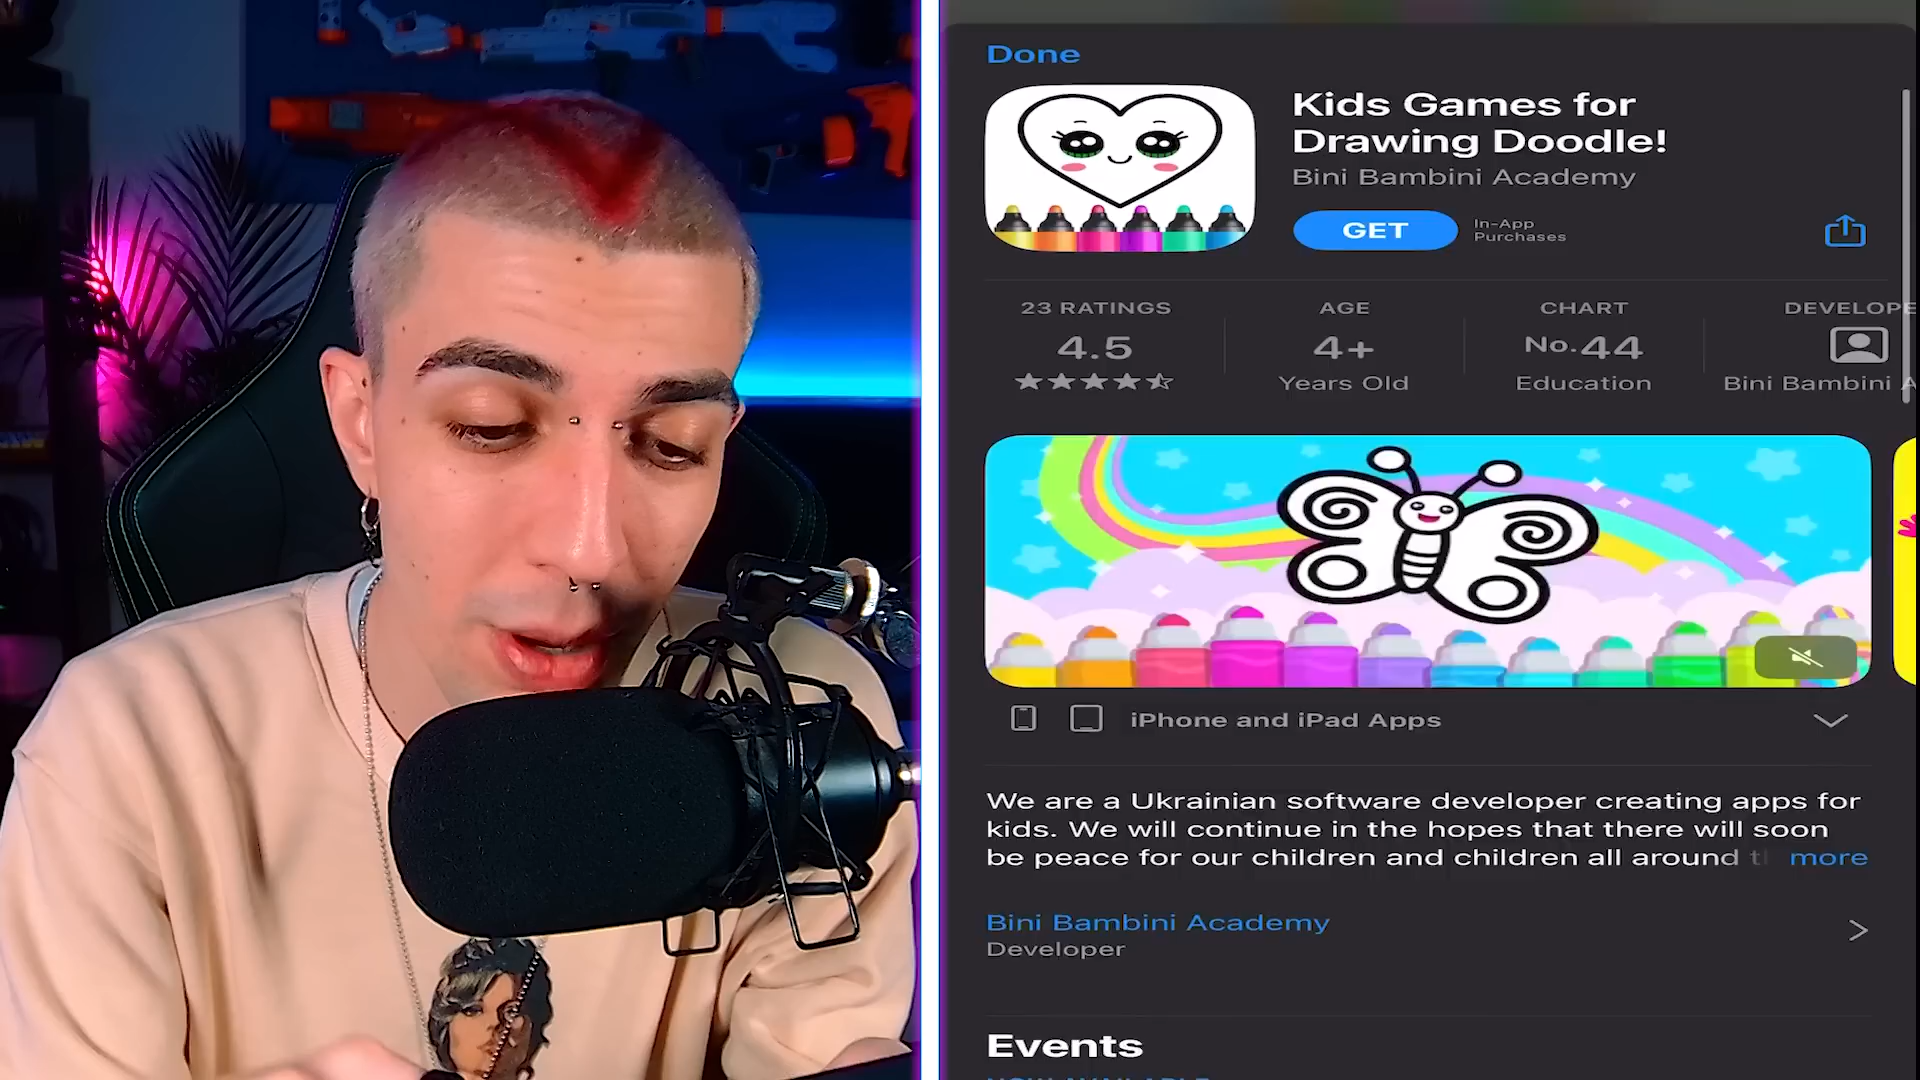 Done
Kids Games for
Drawing Doodle!
Bini Bambini Academy
GET
In-App
Purchases
23 RATINGS
4.5
AGE
4+
Years Old
CHART
No.44
Education
DEVELOPE
Bini Bambini A
iPhone and iPad Apps
We are a Ukrainian software developer creating apps for
kids. We will continue in the hopes that there will soon
be peace for our children and children all around
more
Bini Bambini Academy
Developer
Events